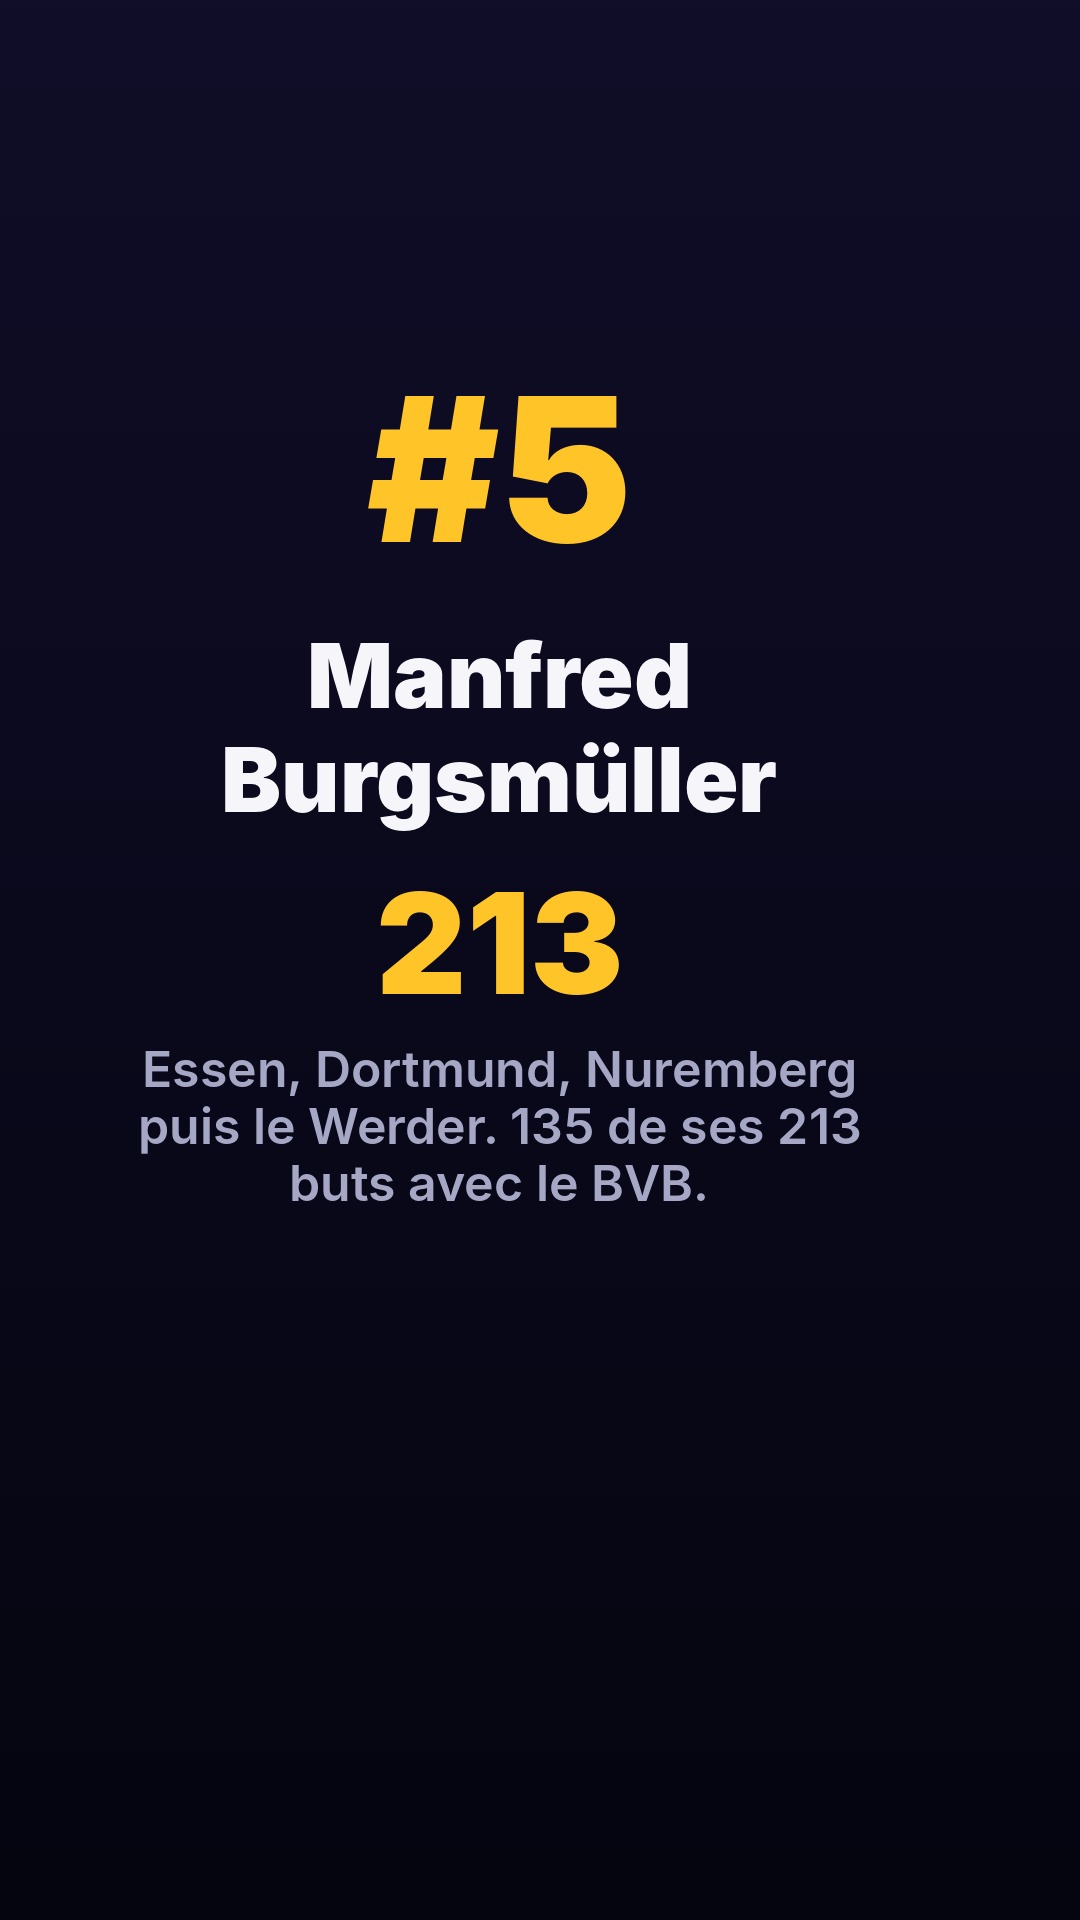 #5
Manfred
Burgsmüller
213
Essen, Dortmund, Nuremberg
puis le Werder. 135 de ses 213
buts avec le BVB.